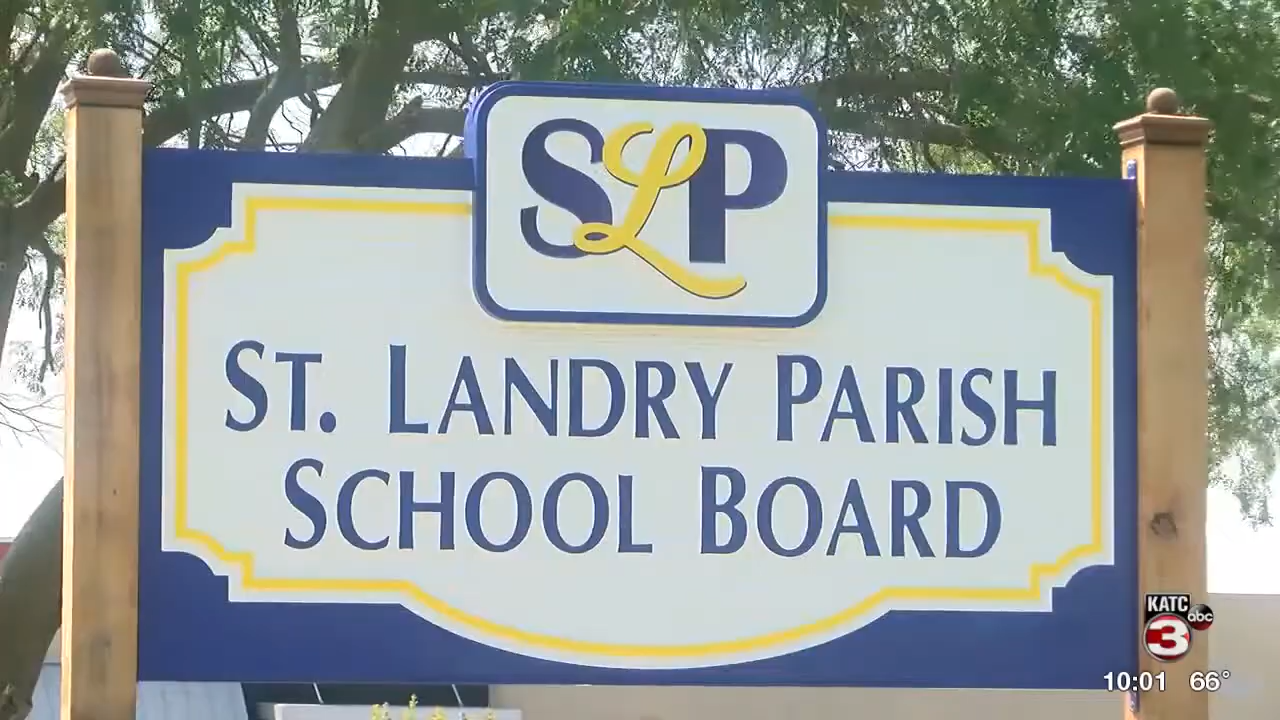 SLP
ST. LANDRY PARISH
SCHOOL BOARD
KATC
abc
3
10:01 66°